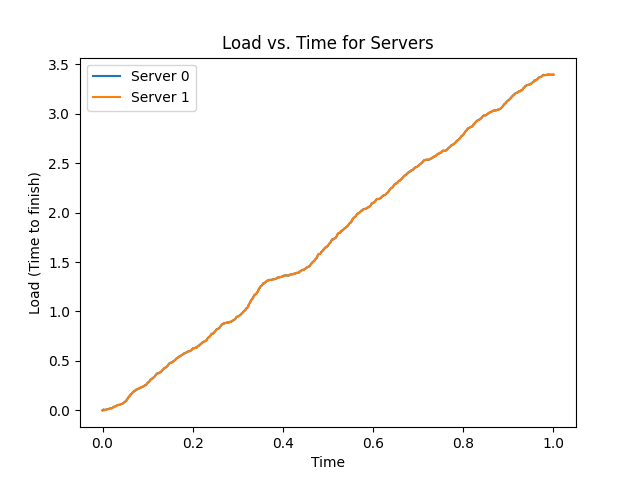 Load vs. Time for Servers
Server 0
Server 1
3.5
3.0
2.5
2.0
1.5
1.0
0.5
0.0
Load (Time to finish)
0.0 0.2 0.4 0.6 0.8 1.0
Time